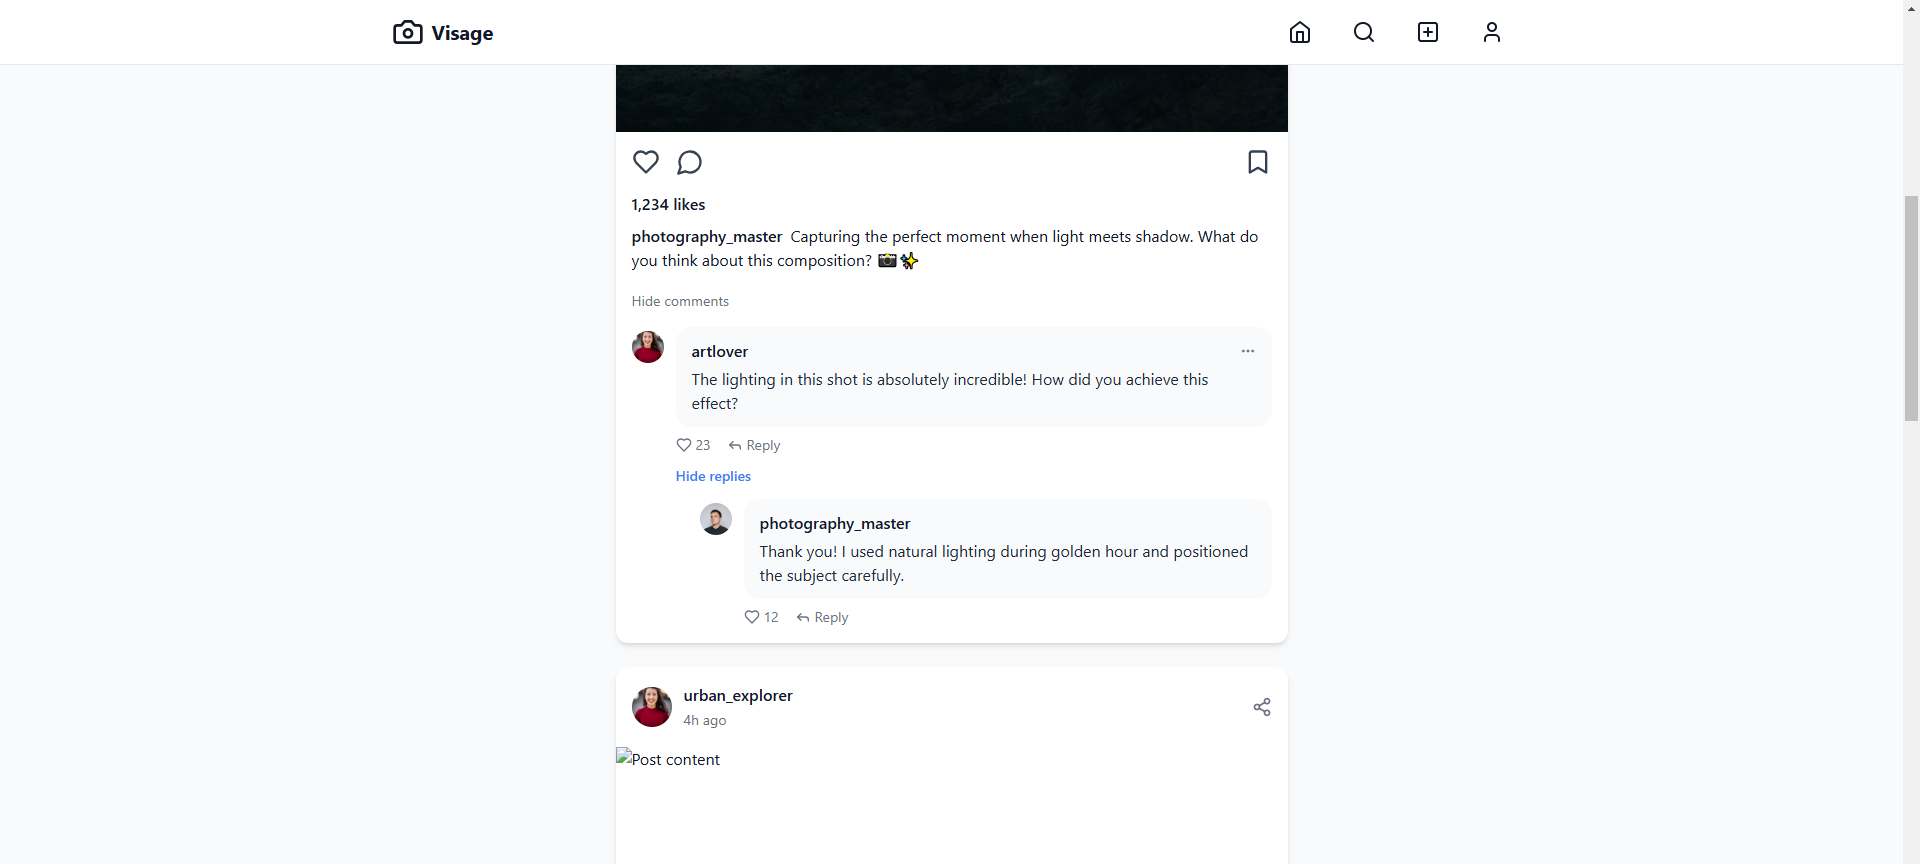 Visage
1,234 likes
photography_master Capturing the perfect moment when light meets shadow. What do
you think about this composition? 📷✨
Hide comments
artlover
The lighting in this shot is absolutely incredible! How did you achieve this
effect?
23 Reply
Hide replies
photography_master
Thank you! I used natural lighting during golden hour and positioned
the subject carefully.
12 Reply
urban_explorer
4h ago
Post content